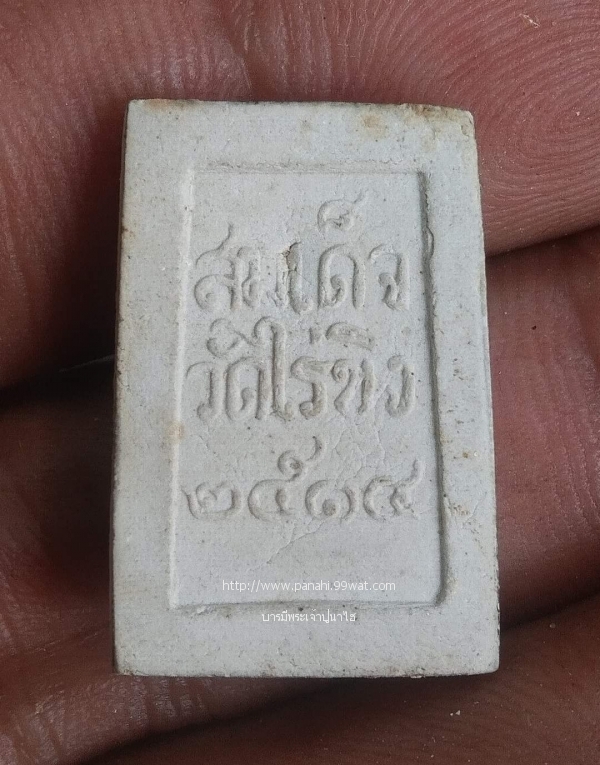 สมเด็จ
วัดไร่ขิง
๒๕๑๔
http://www.panahi.99wat.com
บารมีพระเจ้าปู่นาไฮ